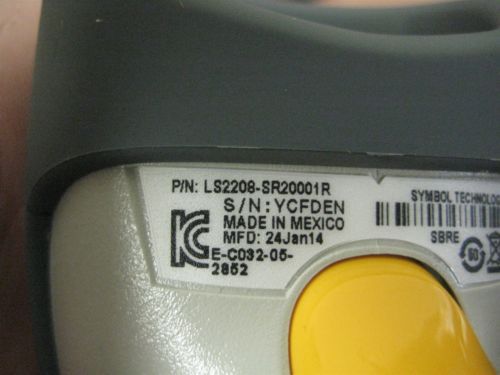 P/N: LS2208-SR20001R
S/N:YCFDEN
MADE IN MEXICO
MFD: 24Jan14
E-C032-05-
2852
SYMBOL TECHNOLOG
SBRE